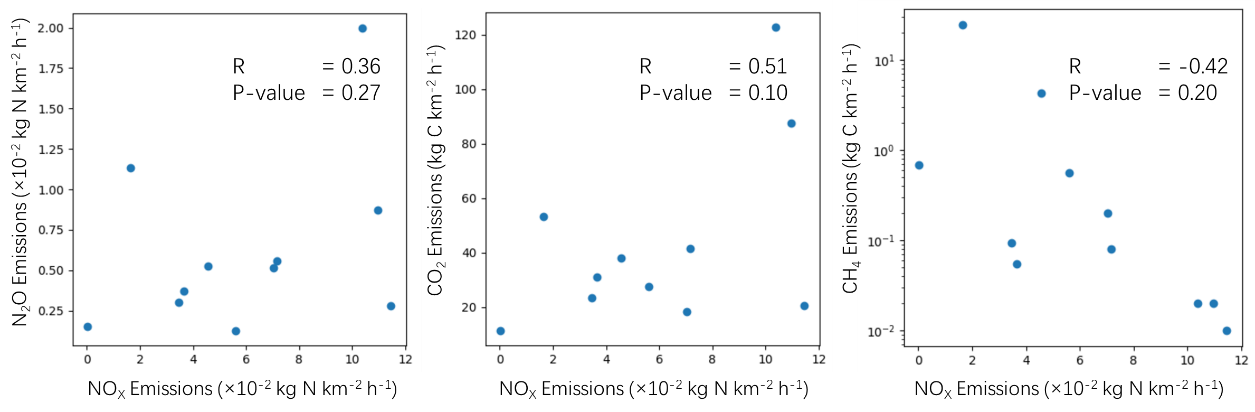 N₂O Emissions (×10⁻² kg N km⁻² h⁻¹)
2.00
1.75
1.50
1.25
1.00
0.75
0.50
0.25
R = 0.36
P-value = 0.27
0 2 4 6 8 10 12
NOₓ Emissions (×10⁻² kg N km⁻² h⁻¹)
CO₂ Emissions (kg C km⁻² h⁻¹)
120
100
80
60
40
20
R = 0.51
P-value = 0.10
0 2 4 6 8 10 12
NOₓ Emissions (×10⁻² kg N km⁻² h⁻¹)
CH₄ Emissions (kg C km⁻² h⁻¹)
10¹
10⁰
10⁻¹
10⁻²
R = -0.42
P-value = 0.20
0 2 4 6 8 10 12
NOₓ Emissions (×10⁻² kg N km⁻² h⁻¹)